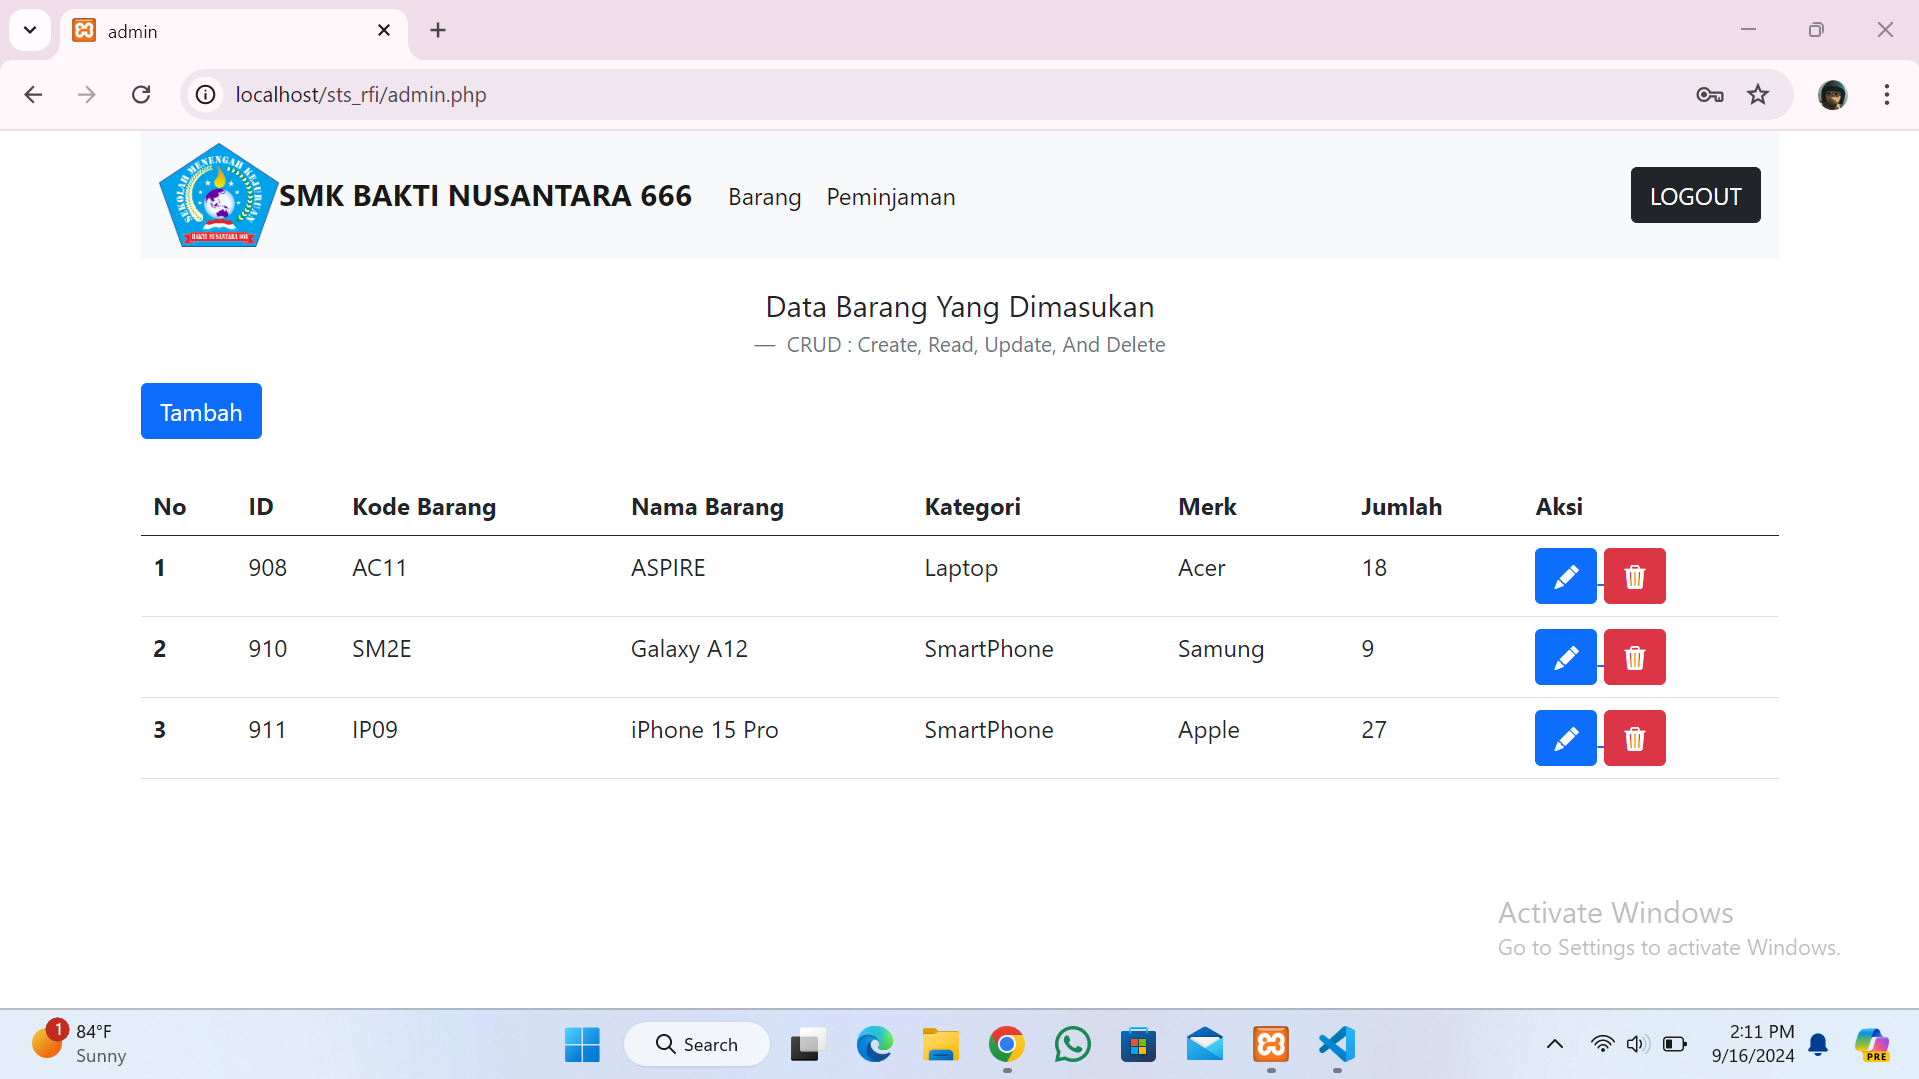 admin
localhost/sts_rfi/admin.php
SEKOLAH MENENGAH KEJURUAN
BAKTI NUSANTARA 666
SMK BAKTI NUSANTARA 666 Barang Peminjaman LOGOUT
Data Barang Yang Dimasukan
— CRUD : Create, Read, Update, And Delete
Tambah
No ID Kode Barang Nama Barang Kategori Merk Jumlah Aksi
1 908 AC11 ASPIRE Laptop Acer 18
2 910 SM2E Galaxy A12 SmartPhone Samung 9
3 911 IP09 iPhone 15 Pro SmartPhone Apple 27
Activate Windows
Go to Settings to activate Windows.
1 84°F
Sunny
Search
2:11 PM
9/16/2024
PRE